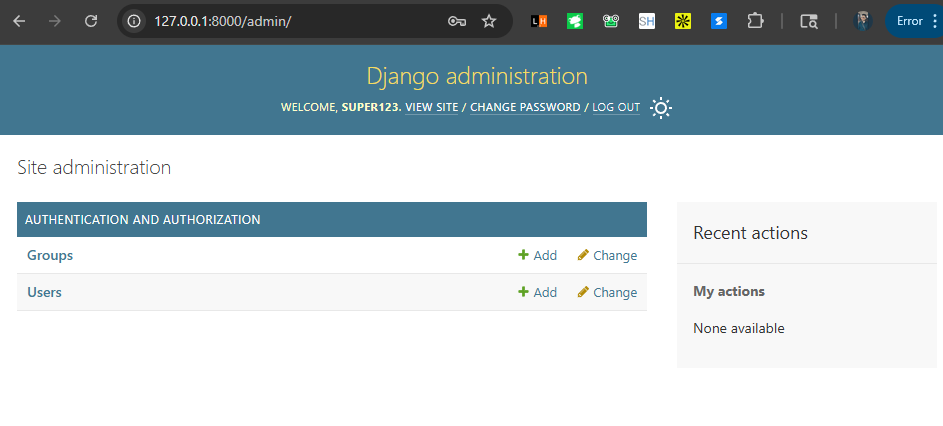 127.0.0.1:8000/admin/
LH
SH
S
Error
Django administration
WELCOME, SUPER123. VIEW SITE / CHANGE PASSWORD / LOG OUT
Site administration
AUTHENTICATION AND AUTHORIZATION
Groups Add Change
Users Add Change
Recent actions
My actions
None available